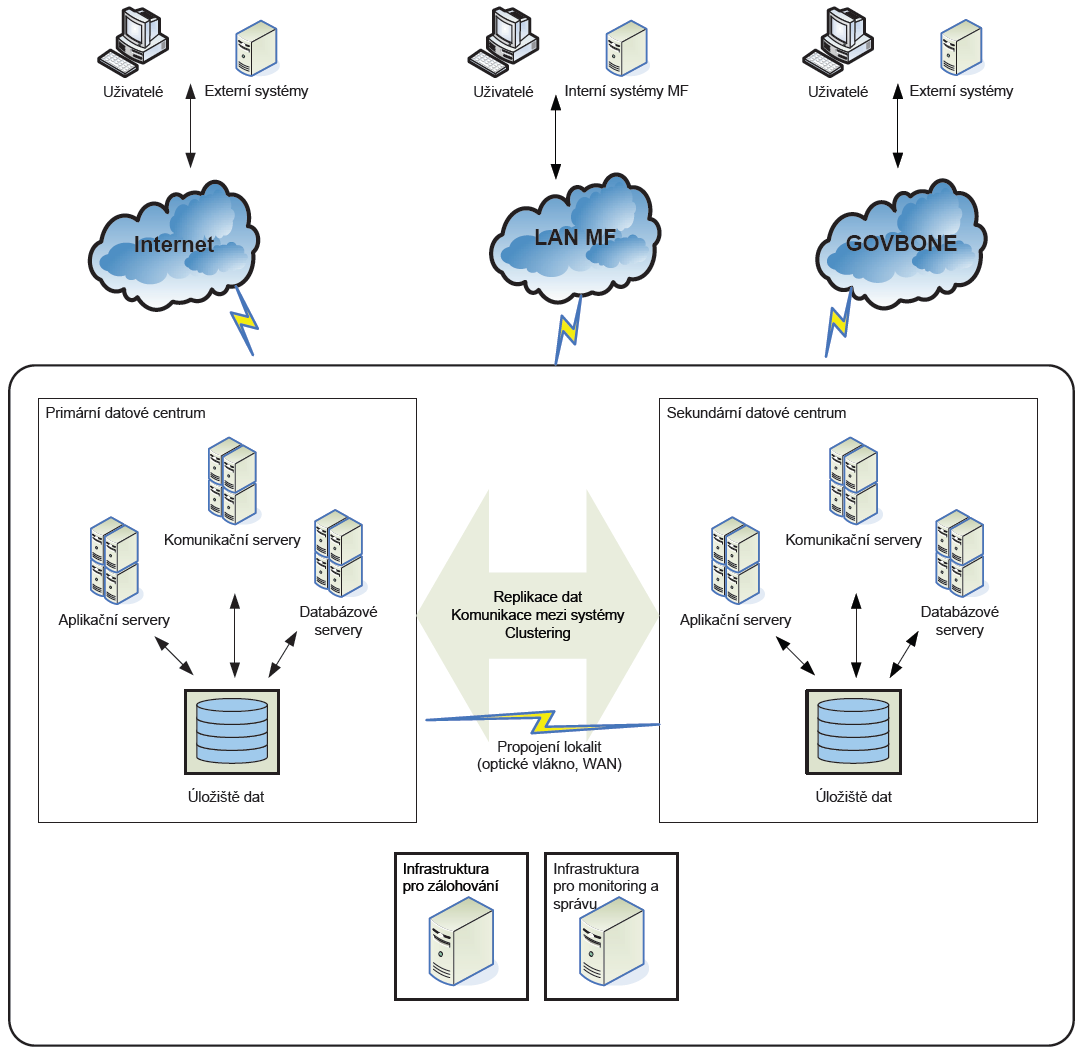 Uživatelé
Externí systémy
Uživatelé
Interní systémy MF
Uživatelé
Externí systémy
Internet
LAN MF
GOVBONE
Primární datové centrum
Komunikační servery
Aplikační servery
Databázové
servery
Úložiště dat
Replikace dat
Komunikace mezi systémy
Clustering
Propojení lokalit
(optické vlákno, WAN)
Sekundární datové centrum
Komunikační servery
Aplikační servery
Databázové
servery
Úložiště dat
Infrastruktura
pro zálohování
Infrastruktura
pro monitoring a
správu